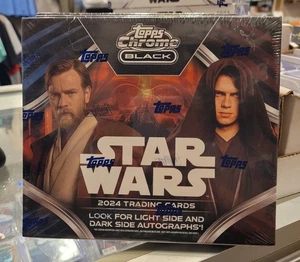 Topps
Chrome
BLACK
TOPPS
TOPPS
TOPPS
TOPPS
STAR
WARS
2024 TRADING CARDS
LOOK FOR LIGHT SIDE AND
DARK SIDE AUTOGRAPHS!